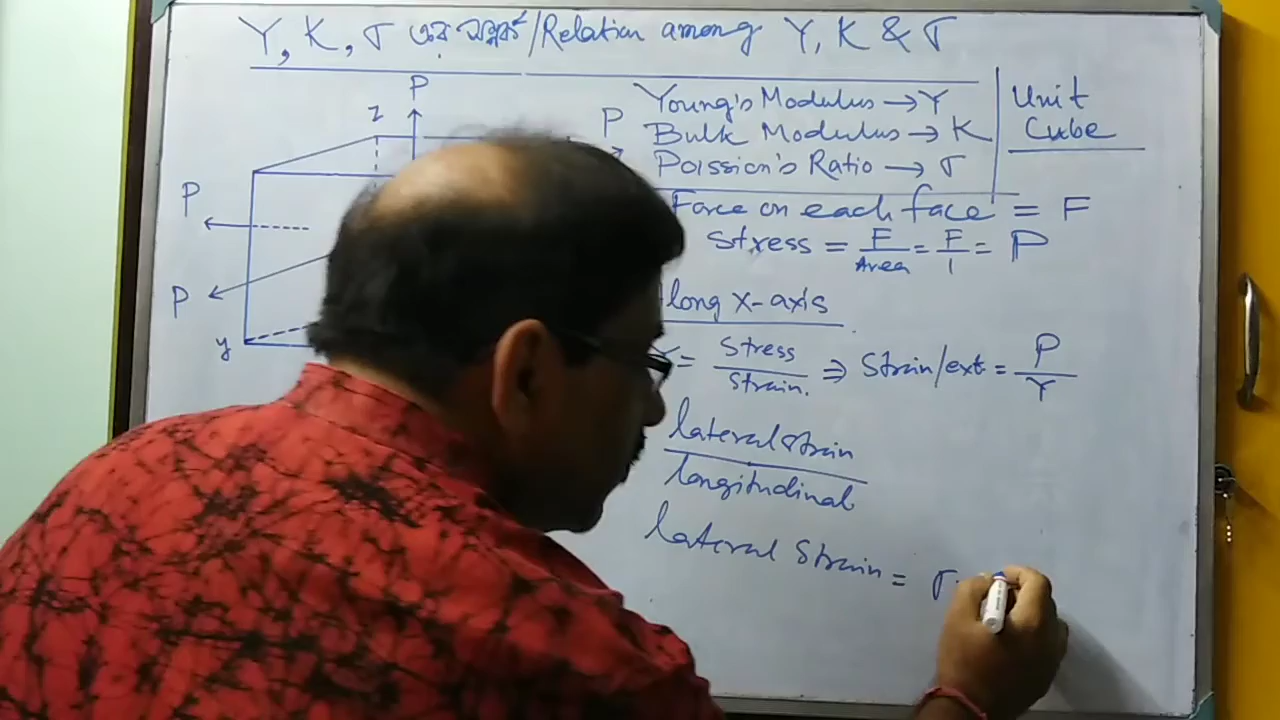 Y, K, σ এর সম্পর্ক /Relation among Y, K & σ
P
Z
P
P
P
y
Young's Modulus → Y
Bulk Modulus → K
Poission's Ratio → σ
Unit
Cube
Force on each face = F
Stress = F/Area = F/1 = P
long X-axis
= Stress/Strain. ⇒ Strain/ext = P/Y
lateral strain
longitudinal
lateral Strain = σ